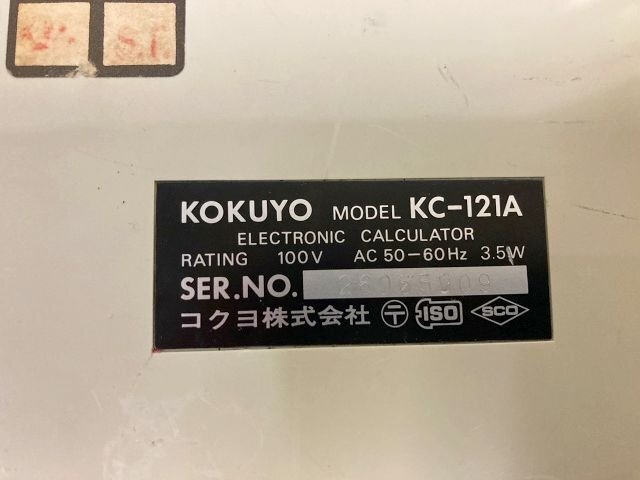 KOKUYO MODEL KC-121A
ELECTRONIC CALCULATOR
RATING 100V AC 50-60Hz 3.5W
SER.NO.
コクヨ株式会社 〒 ISO SCO